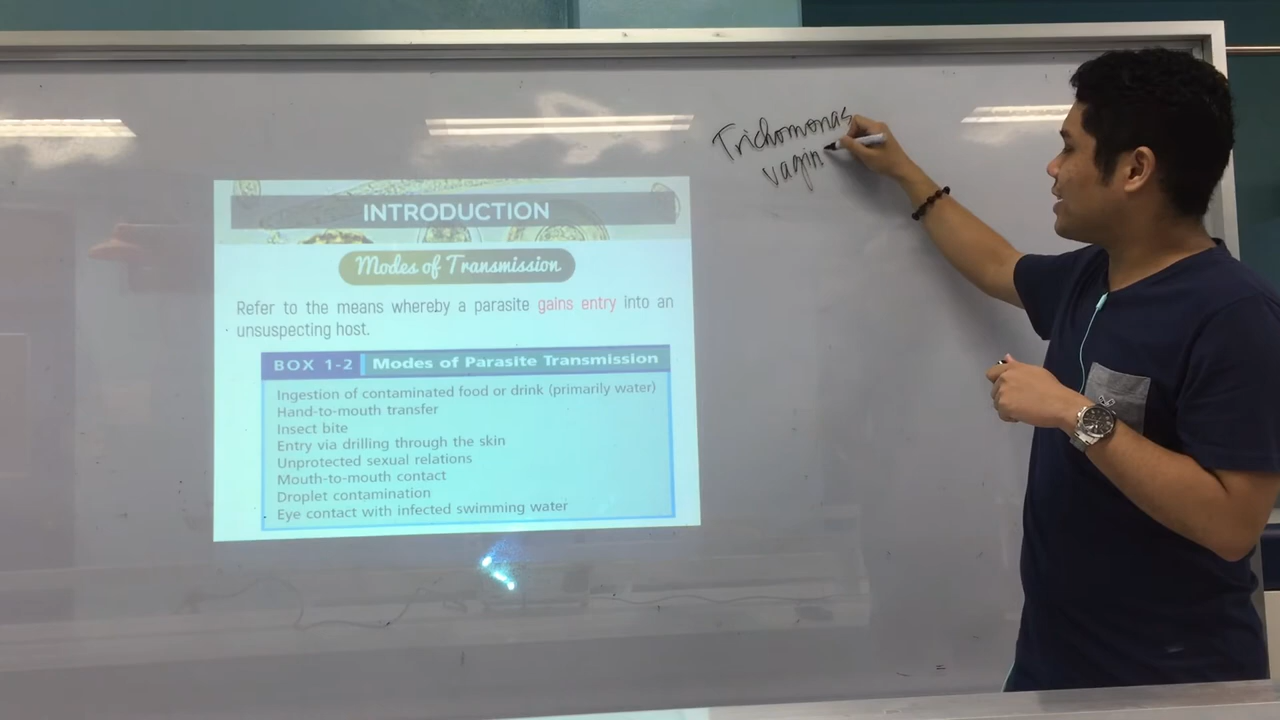 Trichomonas
vagin
INTRODUCTION
Modes of Transmission
Refer to the means whereby a parasite gains entry into an
unsuspecting host.
BOX 1-2 Modes of Parasite Transmission
Ingestion of contaminated food or drink (primarily water)
Hand-to-mouth transfer
Insect bite
Entry via drilling through the skin
Unprotected sexual relations
Mouth-to-mouth contact
Droplet contamination
Eye contact with infected swimming water